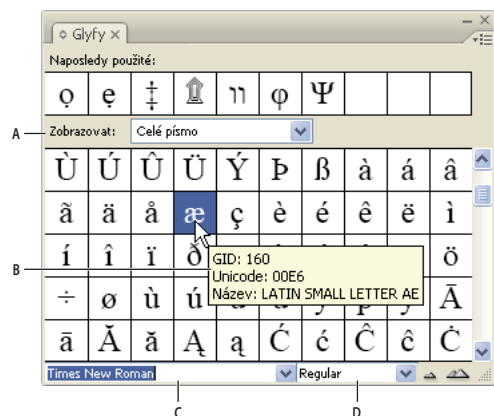 Glyfy
Naposledy použité:
ọ ẹ ‡ ۩ װ φ Ψ
A
Zobrazovat: Celé písmo
Ù Ú Û Ü Ý Þ ß à á â
ã ä å æ ç è é ê ë ì
í î ï ð ö
B
GID: 160
Unicode: 00E6
Název: LATIN SMALL LETTER AE
÷ ø ù ú Ā
ā Ă ă Ą ą Ć ć Ĉ ĉ Ċ
Times New Roman Regular
C D